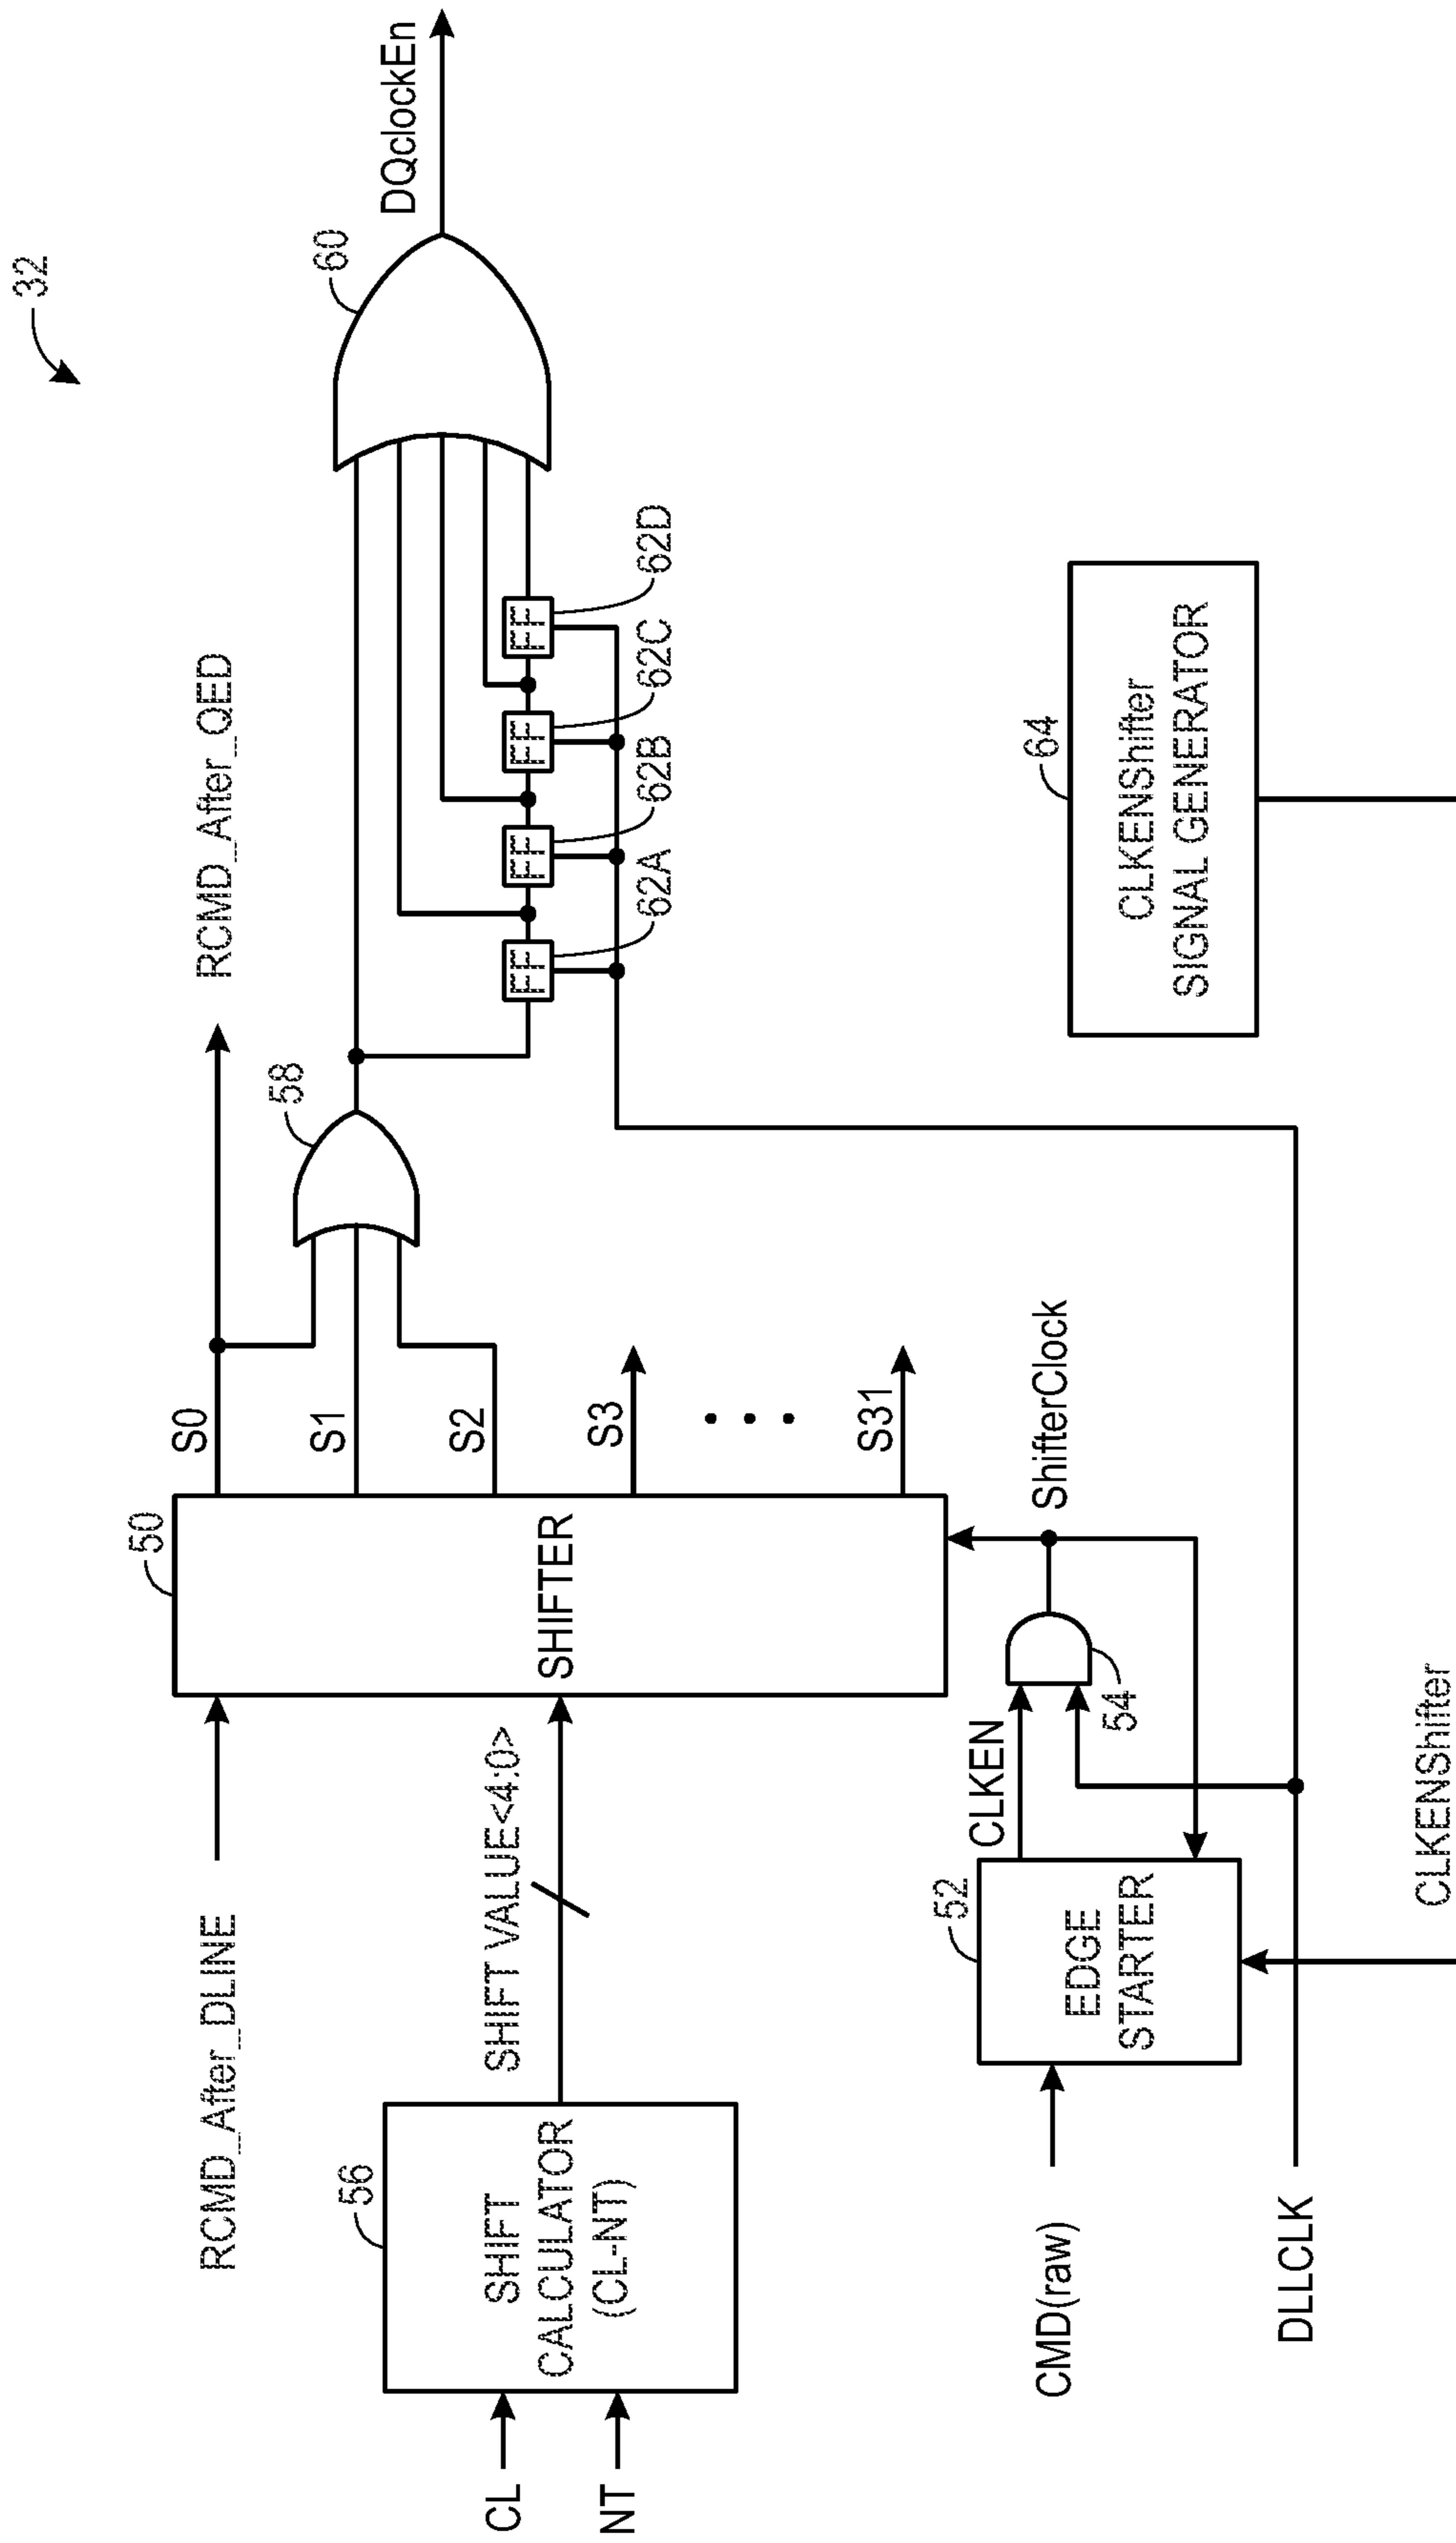 32
RCMD_After_DLINE
50
SHIFTER
S0
S1
S2
S3
S31
RCMD_After_QED
58
60
DQclockEn
FF
FF
FF
FF
62A
62B
62C
62D
CL
NT
56
SHIFT
CALCULATOR
(CL-NT)
SHIFT VALUE<4:0>
CMD(raw)
DLLCLK
52
EDGE
STARTER
CLKEN
54
ShifterClock
CLKENShifter
64
CLKENShifter
SIGNAL GENERATOR